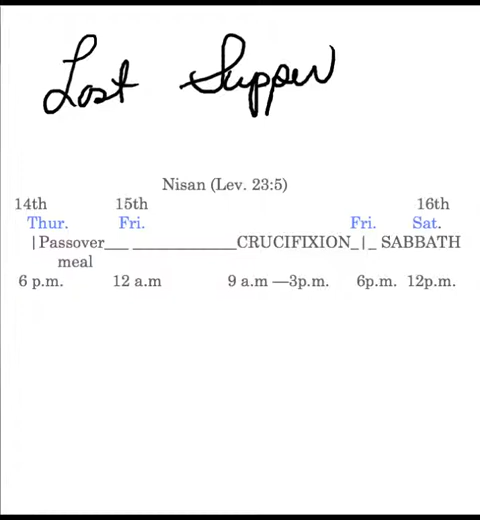 Last Supper
Nisan (Lev. 23:5)
14th 15th 16th
Thur. Fri. Fri. Sat.
|Passover___ _____________CRUCIFIXION_|_ SABBATH
meal
6 p.m. 12 a.m 9 a.m —3p.m. 6p.m. 12p.m.